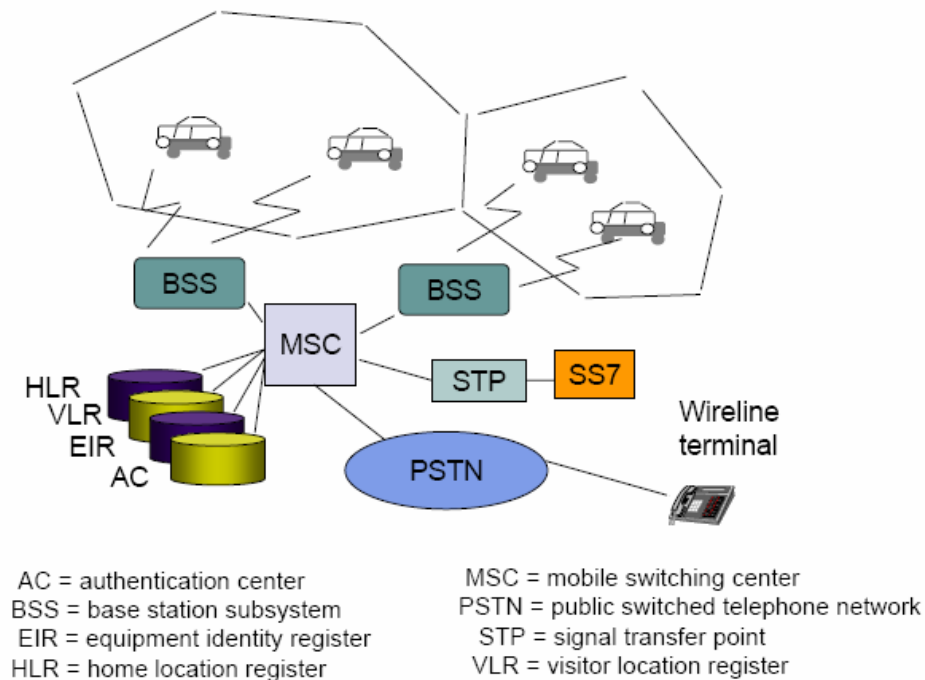 BSS
BSS
MSC
HLR
VLR
EIR
AC
STP
SS7
PSTN
Wireline
terminal
AC = authentication center
BSS = base station subsystem
EIR = equipment identity register
HLR = home location register
MSC = mobile switching center
PSTN = public switched telephone network
STP = signal transfer point
VLR = visitor location register